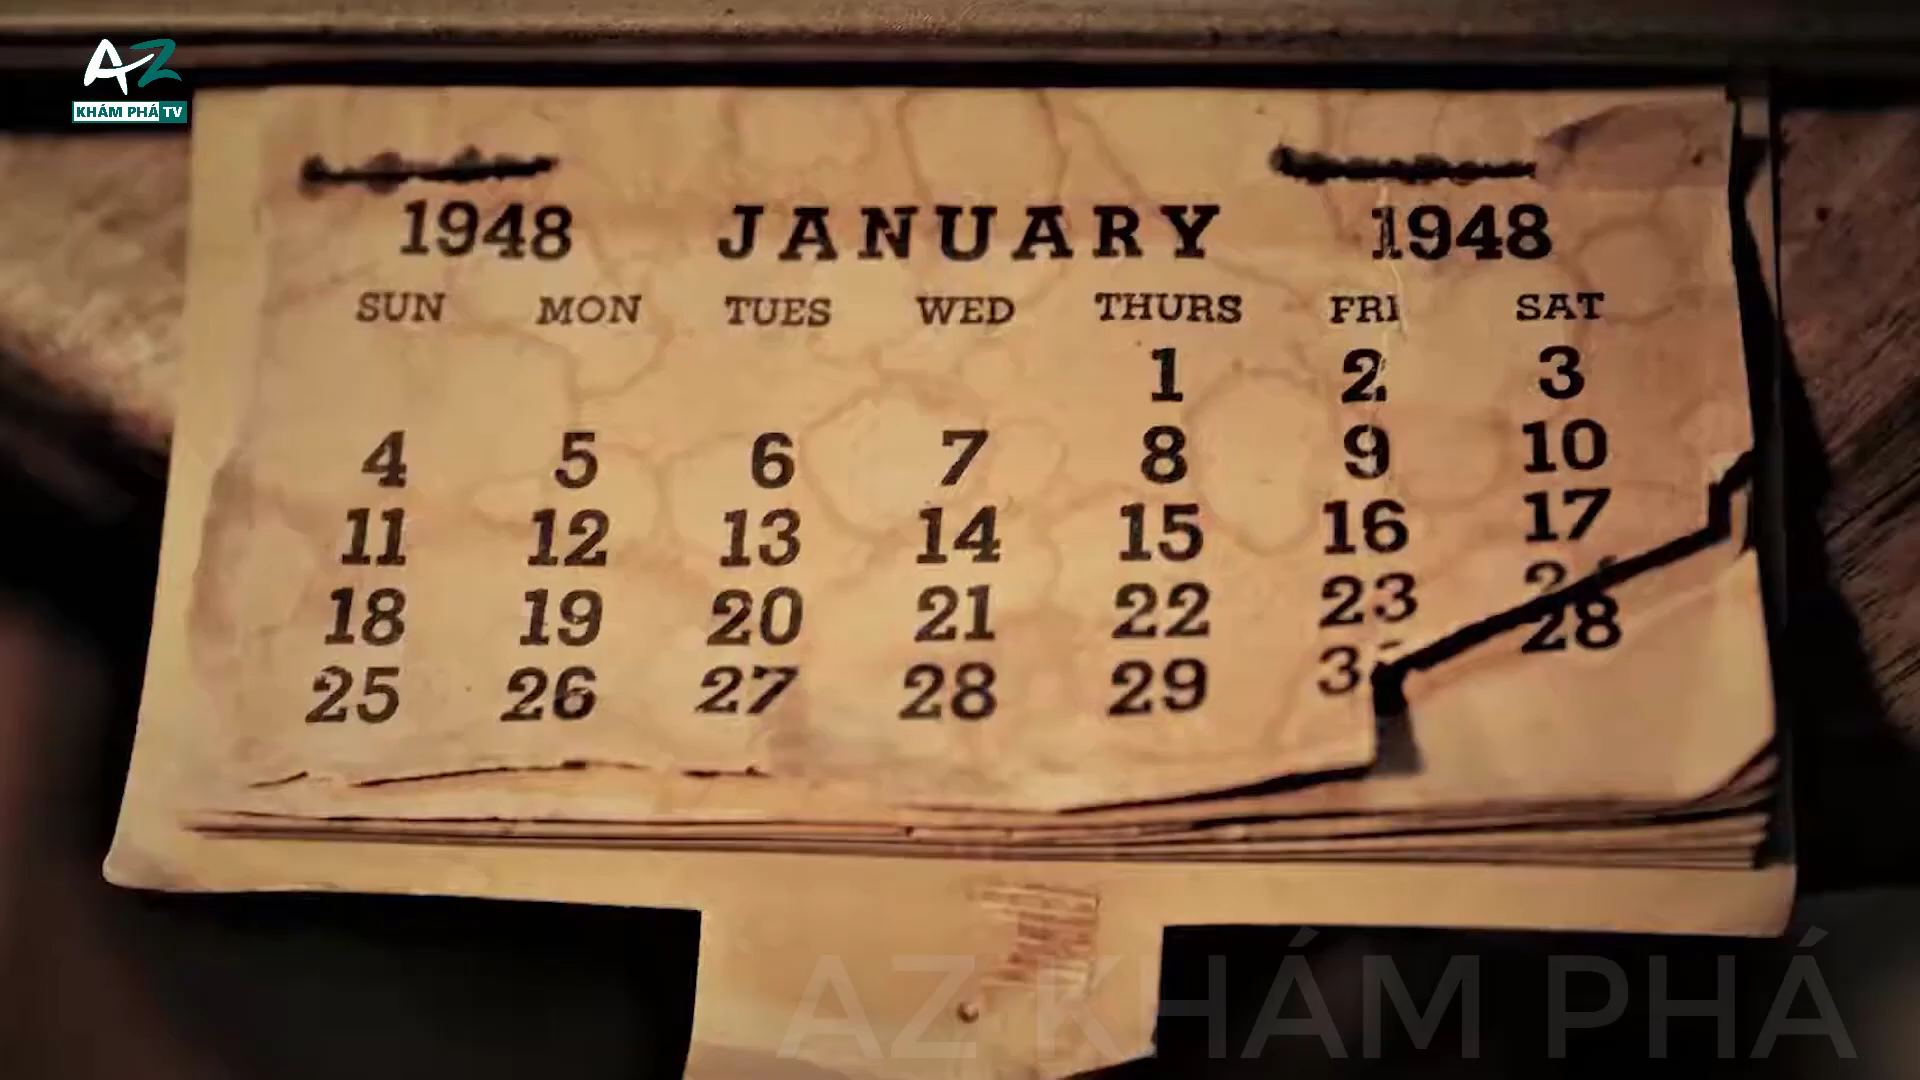 AZ
KHÁM PHÁ TV
1948 JANUARY 1948
SUN MON TUES WED THURS FRI SAT
1 2 3
4 5 6 7 8 9 10
11 12 13 14 15 16 17
18 19 20 21 22 23
28
25 26 27 28 29
AZ KHÁM PHÁ